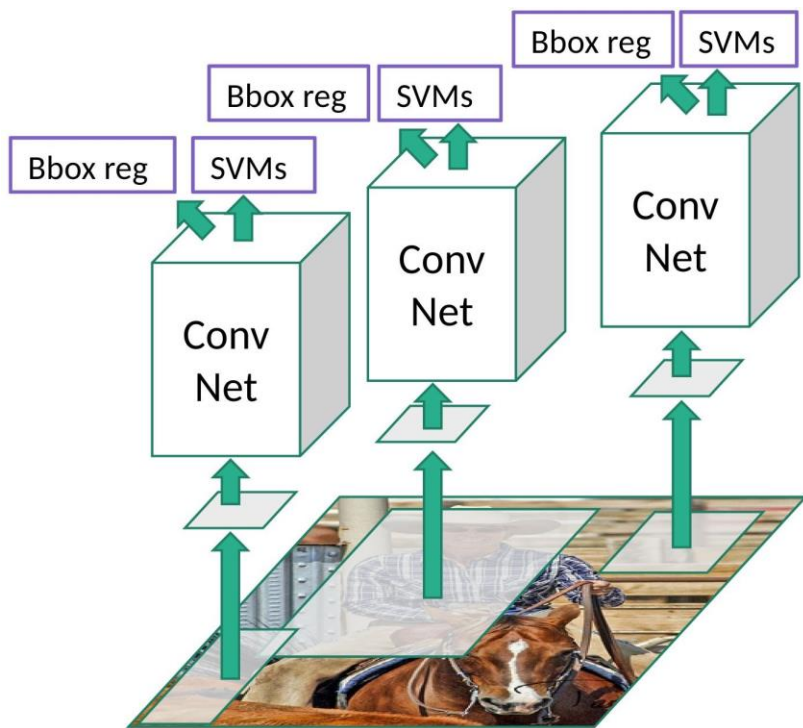 Bbox reg
SVMs
Bbox reg
SVMs
Bbox reg
SVMs
Conv
Net
Conv
Net
Conv
Net